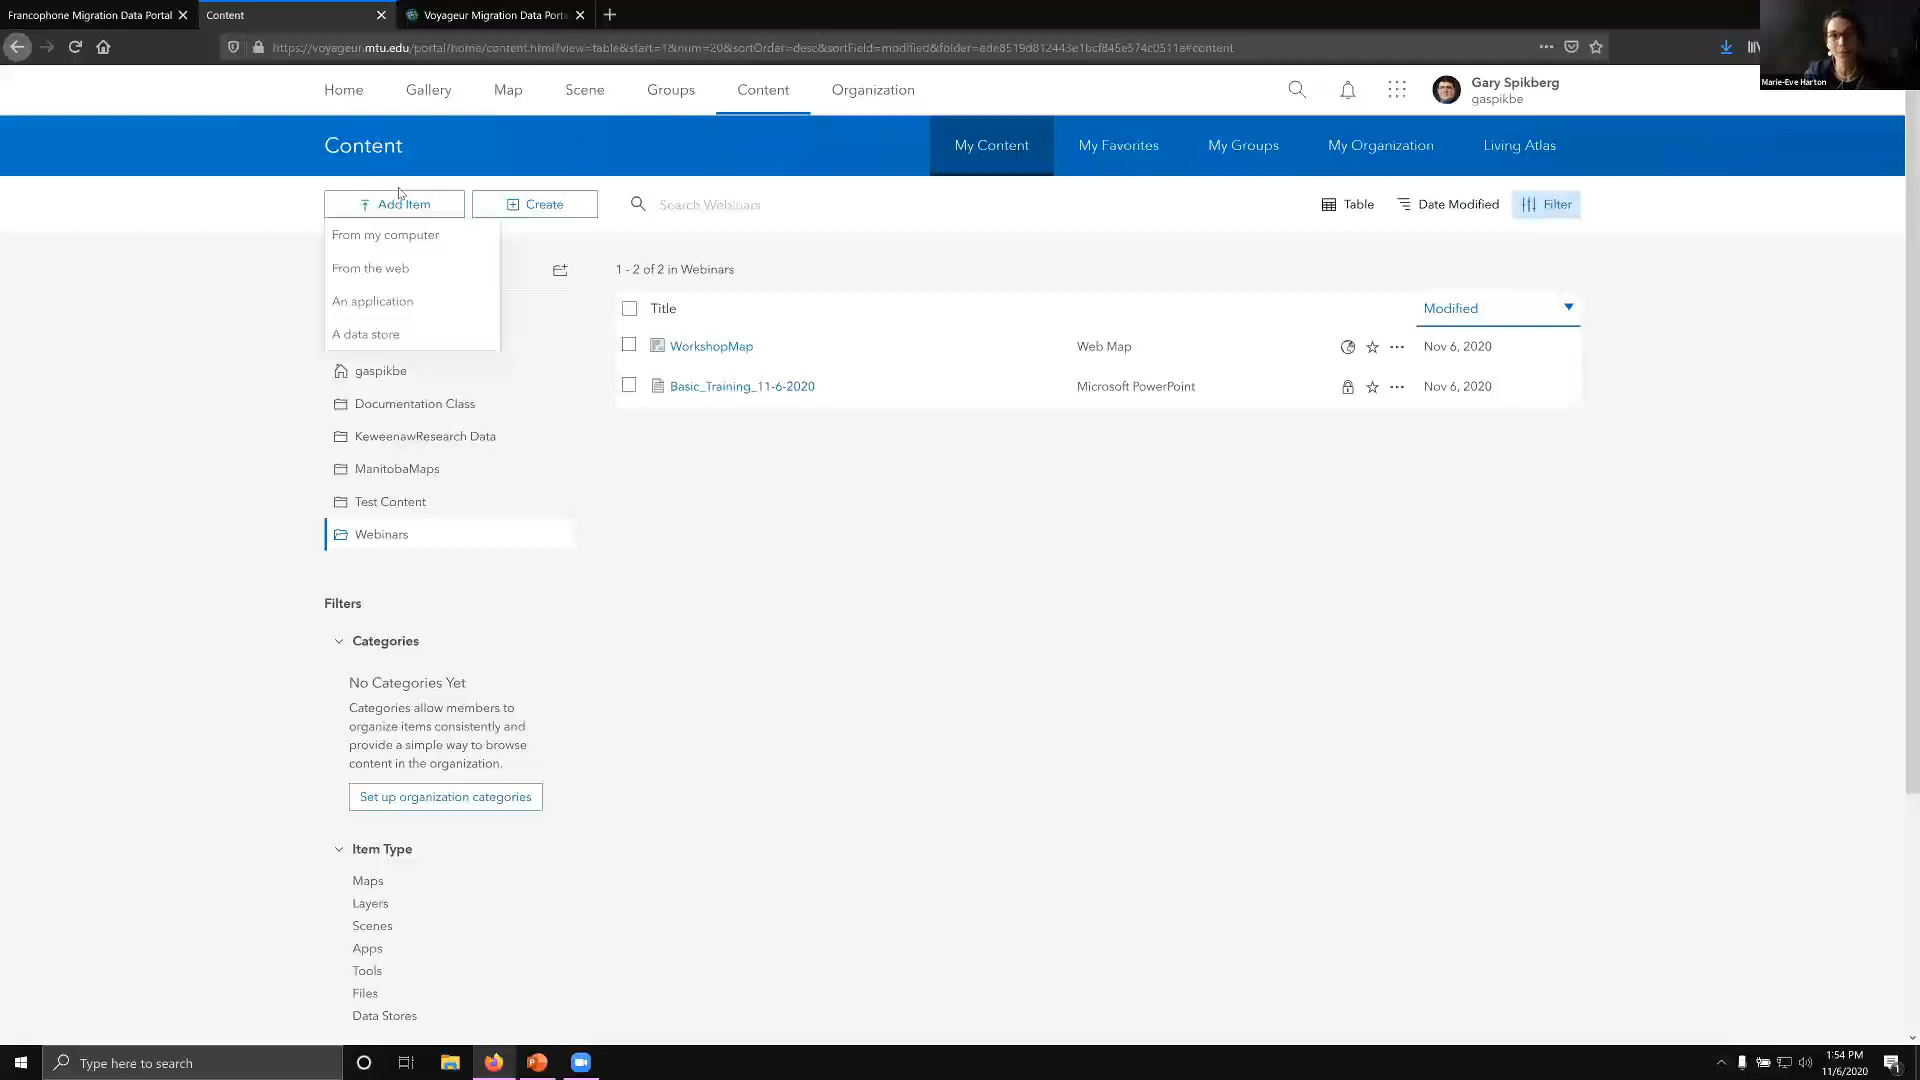 Francophone Migration Data Portal
Content
Voyageur Migration Data Port
https://voyageur.mtu.edu/portal/home/content.html?view=table&start=1&num=20&sortOrder=desc&sortField=modified&folder=ede8519d812443e1bcf845e574c0511a#content
Marie-Eve Harton
Home Gallery Map Scene Groups Content Organization
Gary Spikberg
gaspikbe
Content
My Content My Favorites My Groups My Organization Living Atlas
Add Item Create Search Webinars Table Date Modified Filter
From my computer
From the web
An application
A data store
1 - 2 of 2 in Webinars
Title Modified
WorkshopMap Web Map Nov 6, 2020
Basic_Training_11-6-2020 Microsoft PowerPoint Nov 6, 2020
gaspikbe
Documentation Class
KeweenawResearch Data
ManitobaMaps
Test Content
Webinars
Filters
Categories
No Categories Yet
Categories allow members to
organize items consistently and
provide a simple way to browse
content in the organization.
Set up organization categories
Item Type
Maps
Layers
Scenes
Apps
Tools
Files
Data Stores
Type here to search
1:54 PM
11/6/2020
1